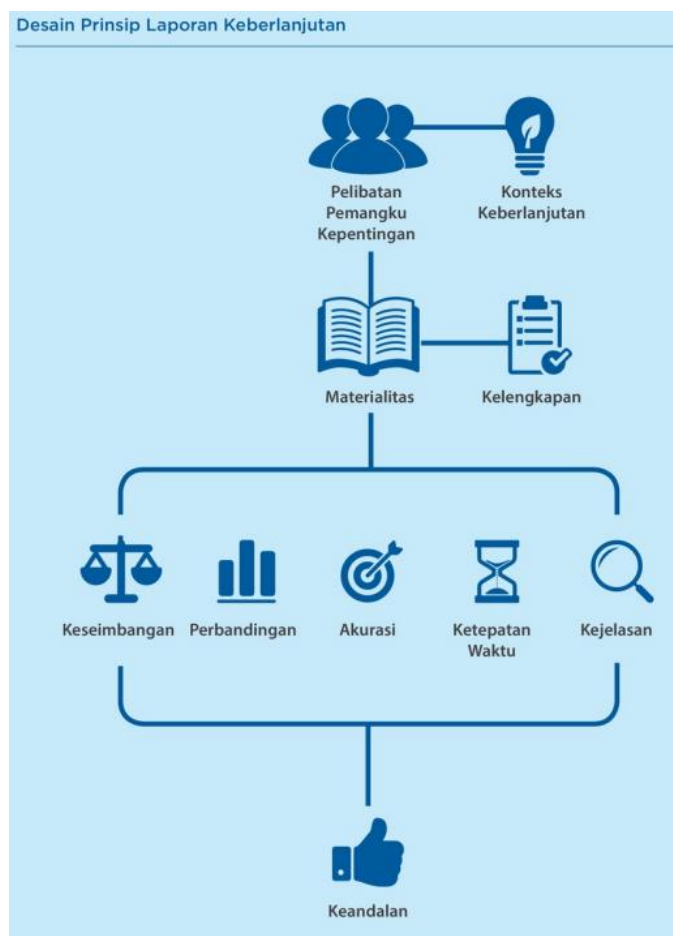 Desain Prinsip Laporan Keberlanjutan
Pelibatan
Pemangku
Kepentingan
Konteks
Keberlanjutan
Materialitas
Kelengkapan
Keseimbangan
Perbandingan
Akurasi
Ketepatan
Waktu
Kejelasan
Keandalan